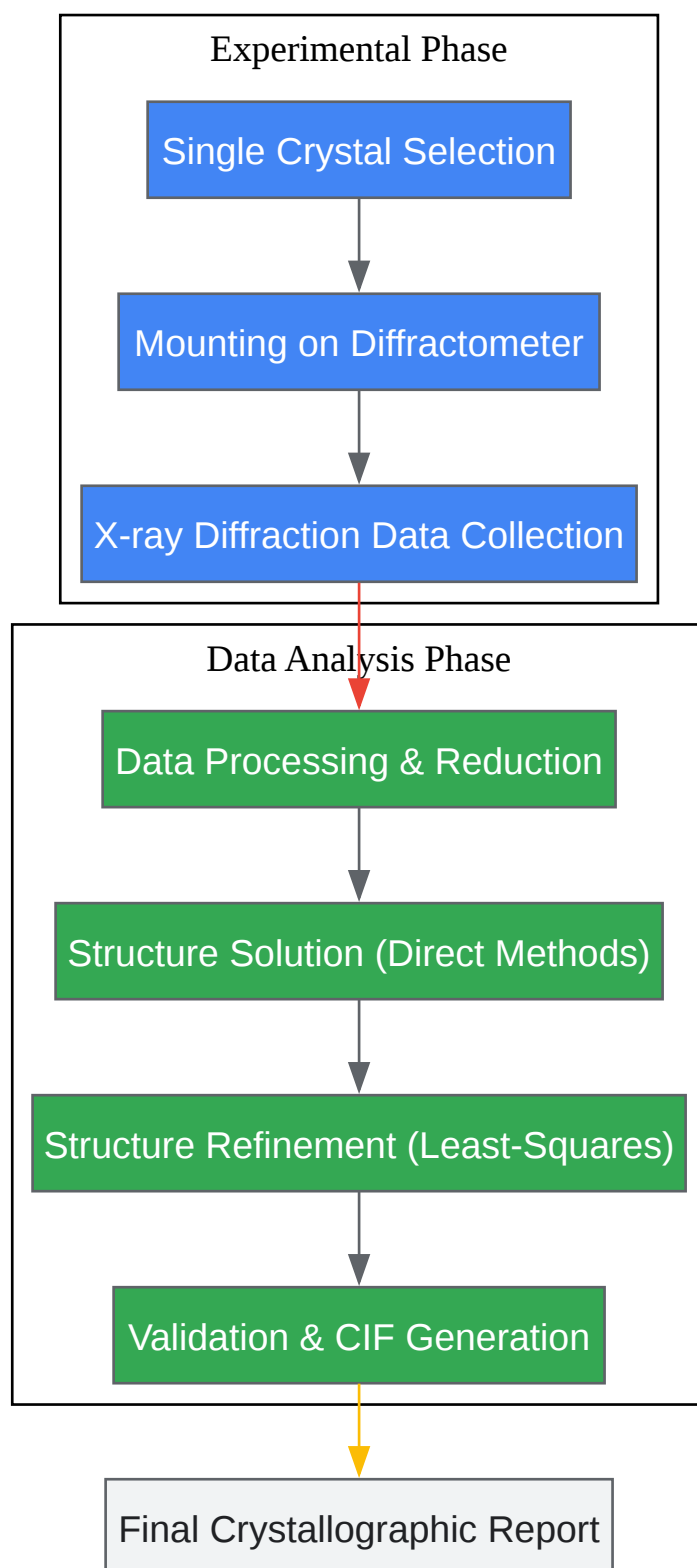 Experimental Phase
Single Crystal Selection
Mounting on Diffractometer
X-ray Diffraction Data Collection
Data Analysis Phase
Data Processing & Reduction
Structure Solution (Direct Methods)
Structure Refinement (Least-Squares)
Validation & CIF Generation
Final Crystallographic Report